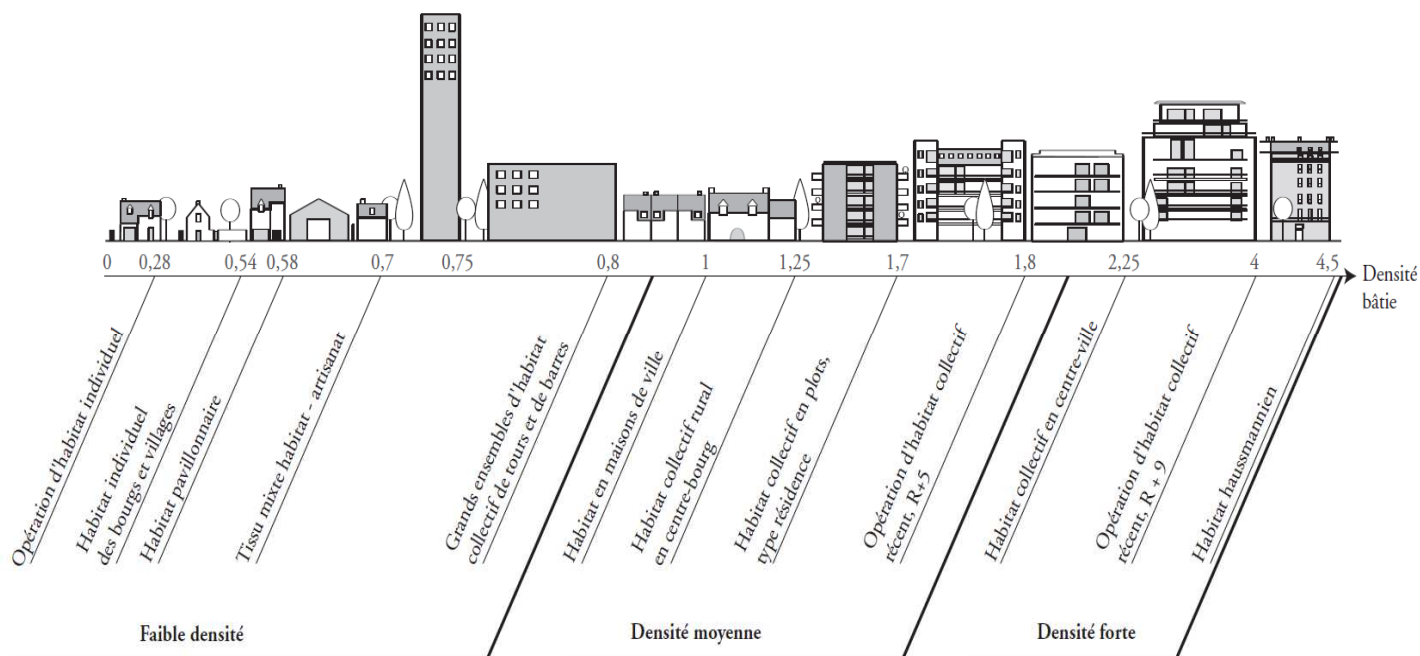 0
0,28
0,54
0,58
0,7
0,75
0,8
1
1,25
1,7
1,8
2,25
4
4,5
Densité
bâtie
Opération d'habitat individuel
Habitat individuel
des bourgs et villages
Habitat pavillonnaire
Tissu mixte habitat - artisanat
Grands ensembles d'habitat
collectif de tours et de barres
Habitat en maisons de ville
Habitat collectif rural
en centre-bourg
Habitat collectif en plots,
type résidence
Opération d'habitat collectif
récent, R+5
Habitat collectif en centre-ville
Opération d'habitat collectif
récent, R + 9
Habitat haussmannien
Faible densité
Densité moyenne
Densité forte